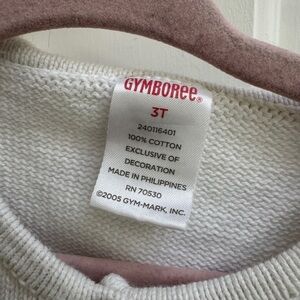 GYMBOREE®
3T
240116401
100% COTTON
EXCLUSIVE OF
DECORATION
MADE IN PHILIPPINES
RN 70530
©2005 GYM-MARK, INC.